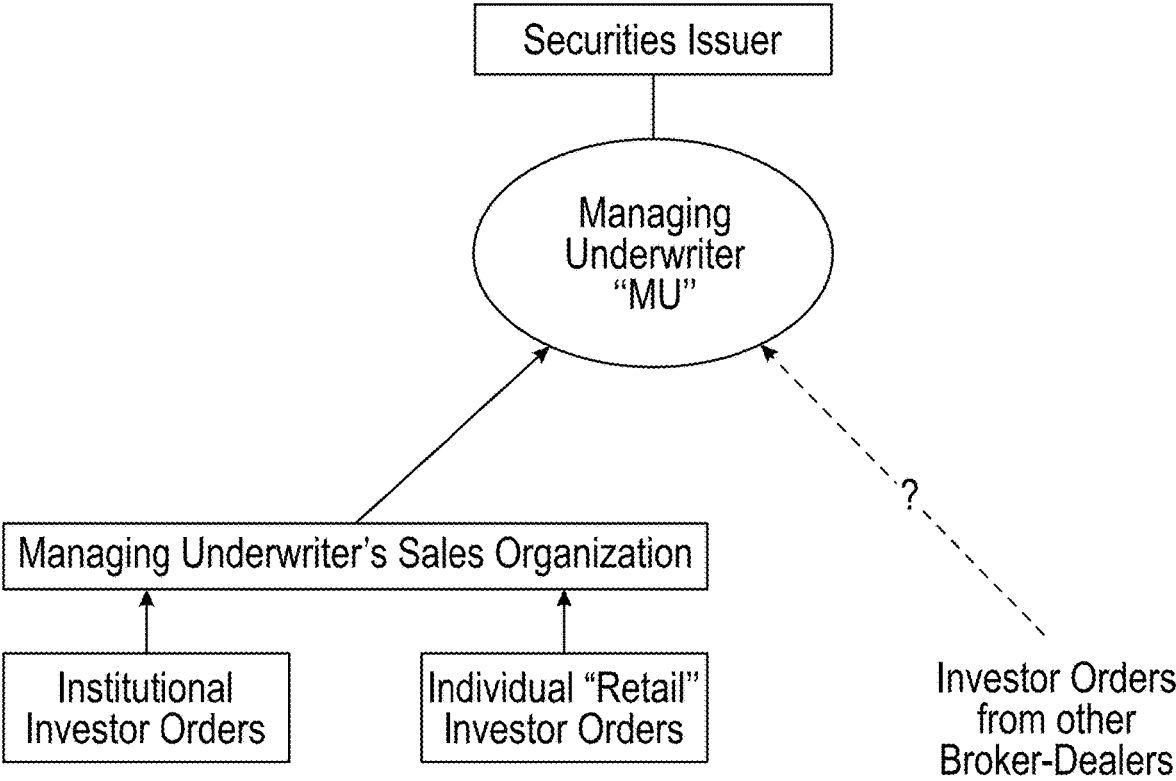 Securities Issuer
Managing
Underwriter
“MU”
?
Managing Underwriter’s Sales Organization
Institutional
Investor Orders
Individual “Retail”
Investor Orders
Investor Orders
from other
Broker-Dealers